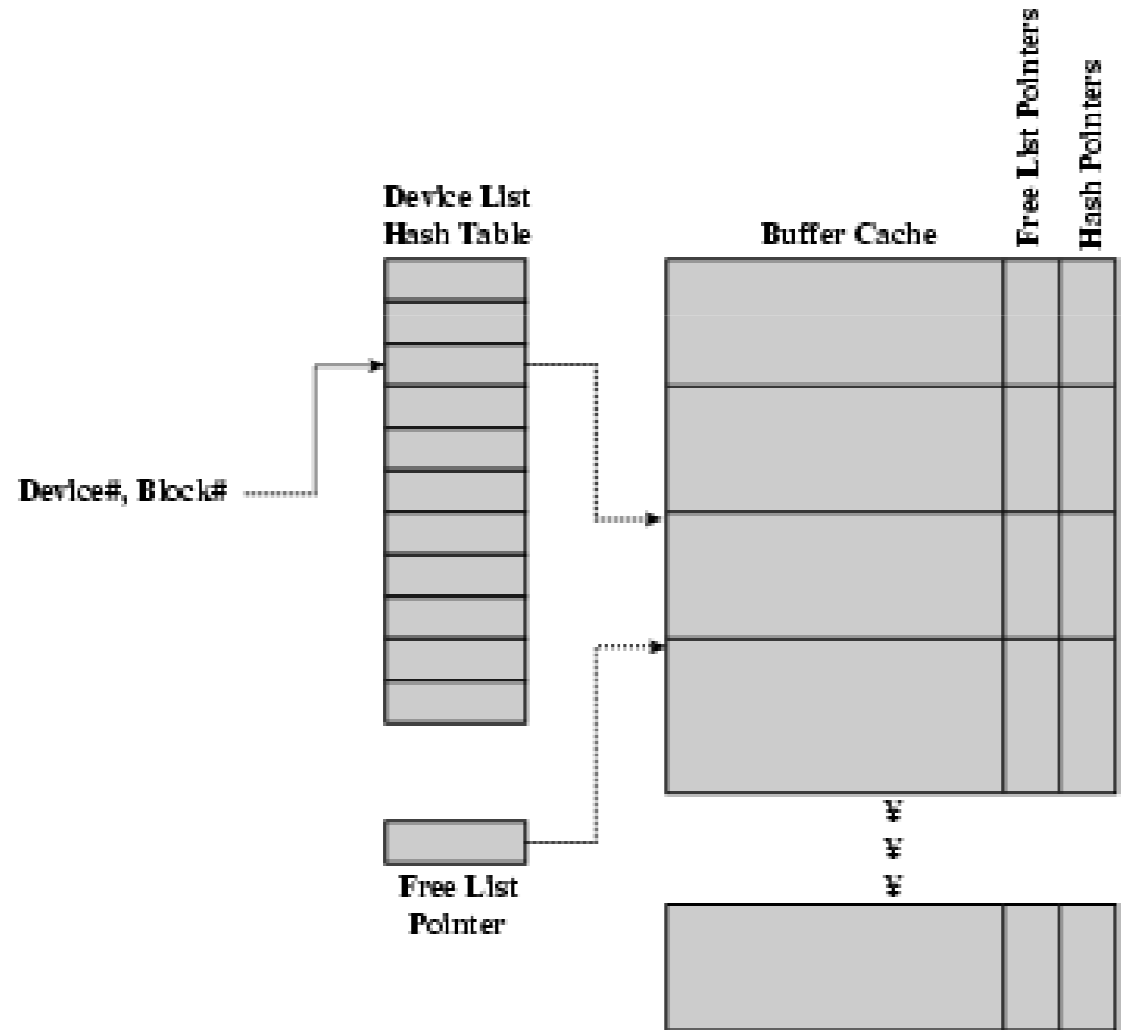 Free List Pointers
Hash Pointers
Device List
Hash Table
Buffer Cache
Device#, Block#
¥
¥
¥
Free List
Pointer